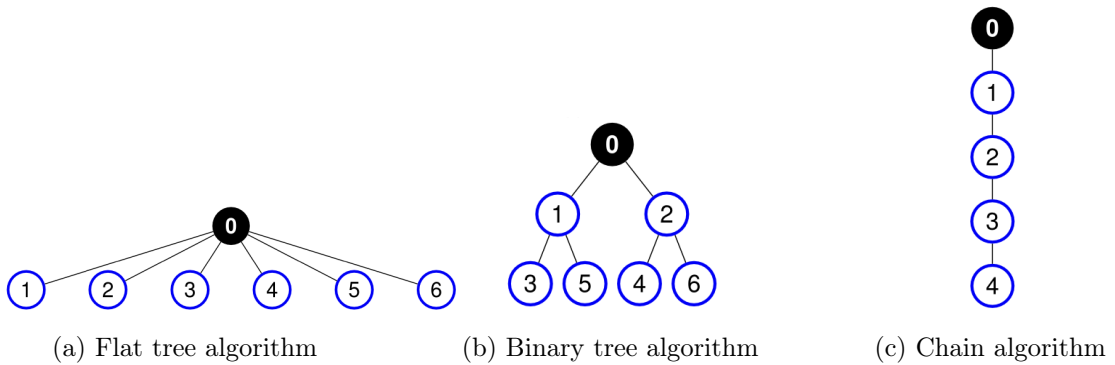 0
1 2 3 4 5 6
(a) Flat tree algorithm
0
1 2
3 5 4 6
(b) Binary tree algorithm
0
1
2
3
4
(c) Chain algorithm